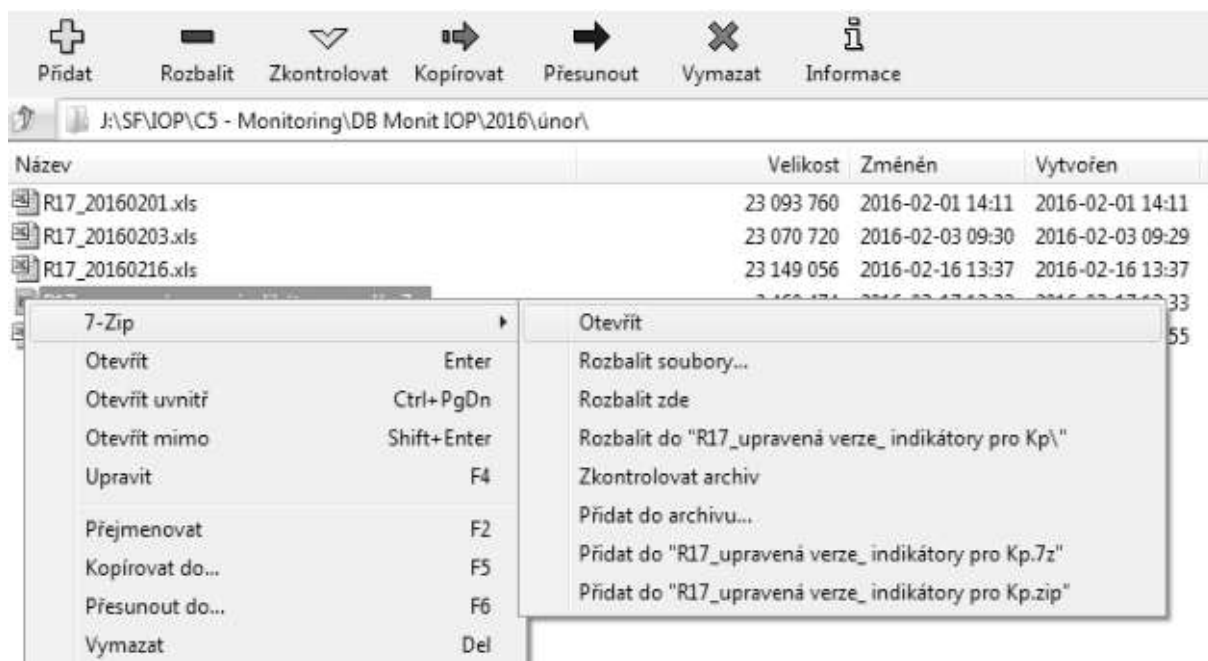 Přidat Rozbalit Zkontrolovat Kopírovat Přesunout Vymazat Informace
J:\SF\IOP\C5 - Monitoring\DB Monit IOP\2016\únor\
Název Velikost Změněn Vytvořen
R17_20160201.xls 23 093 760 2016-02-01 14:11 2016-02-01 14:11
R17_20160203.xls 23 070 720 2016-02-03 09:30 2016-02-03 09:29
R17_20160216.xls 23 149 056 2016-02-16 13:37 2016-02-16 13:37
33
55
7-Zip
Otevřít Enter
Otevřít uvnitř Ctrl+PgDn
Otevřít mimo Shift+Enter
Upravit F4
Přejmenovat F2
Kopírovat do... F5
Přesunout do... F6
Vymazat Del
Otevřít
Rozbalit soubory...
Rozbalit zde
Rozbalit do "R17_upravená verze_ indikátory pro Kp\"
Zkontrolovat archiv
Přidat do archivu...
Přidat do "R17_upravená verze_ indikátory pro Kp.7z"
Přidat do "R17_upravená verze_ indikátory pro Kp.zip"